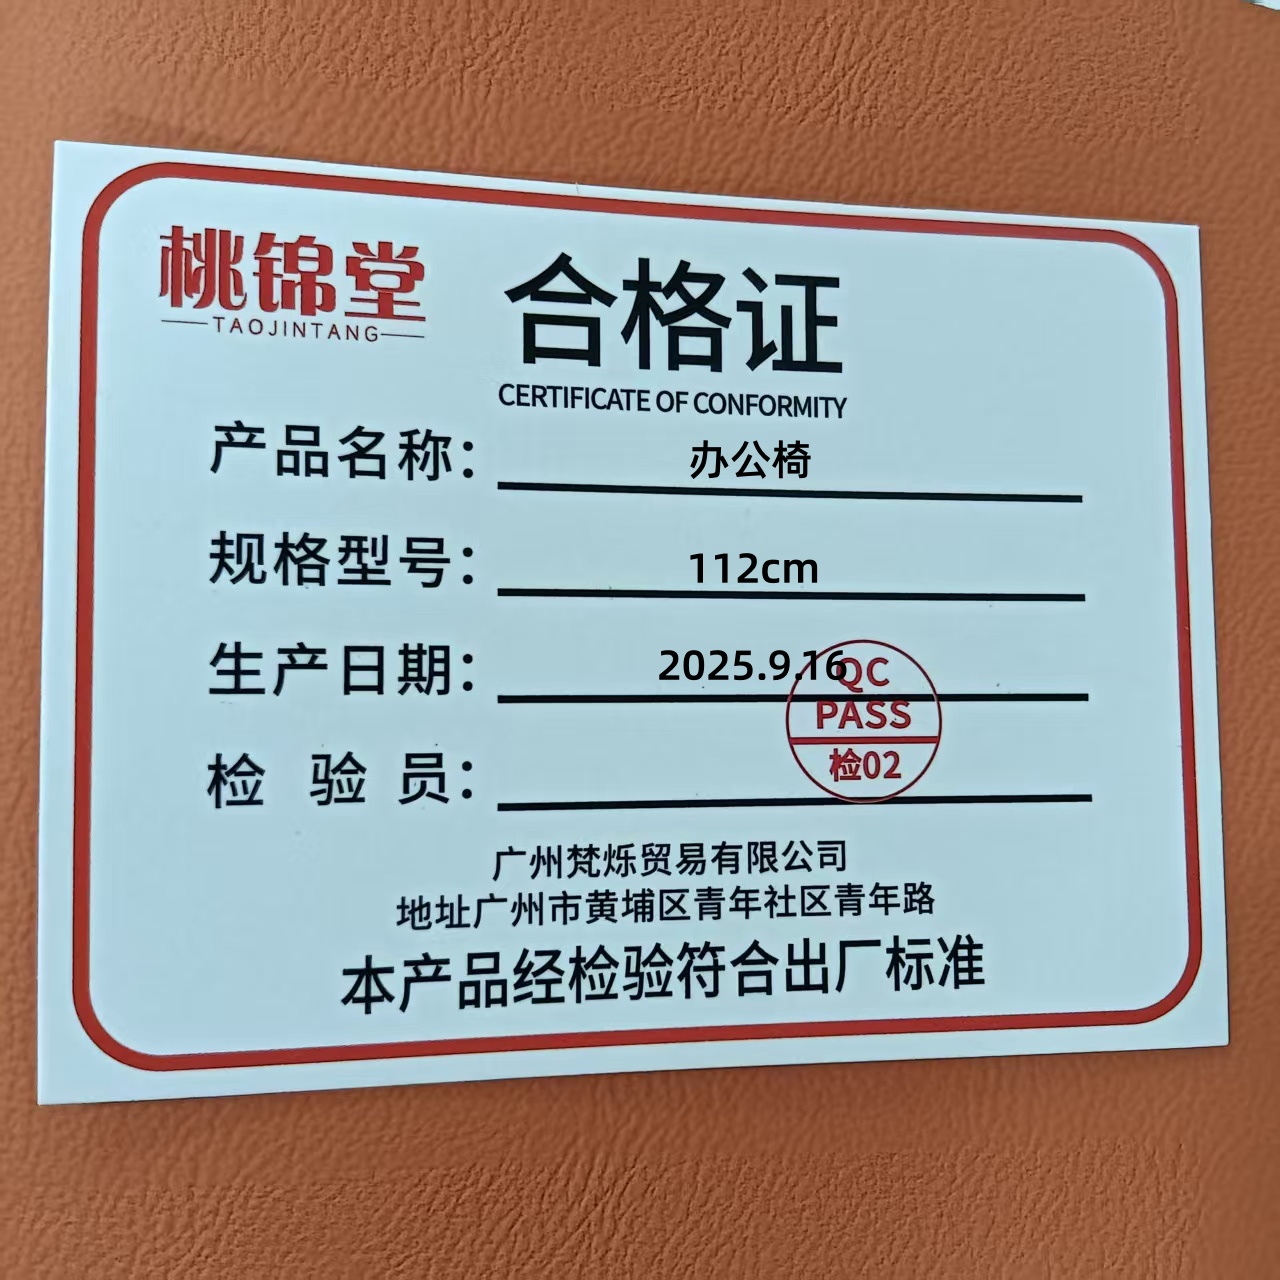 桃锦堂
TAOJINTANG
合格证
CERTIFICATE OF CONFORMITY
产品名称： 办公椅
规格型号： 112cm
生产日期： 2025.9.16
QC
PASS
检02
检验员：
广州梵烁贸易有限公司
地址广州市黄埔区青年社区青年路
本产品经检验符合出厂标准